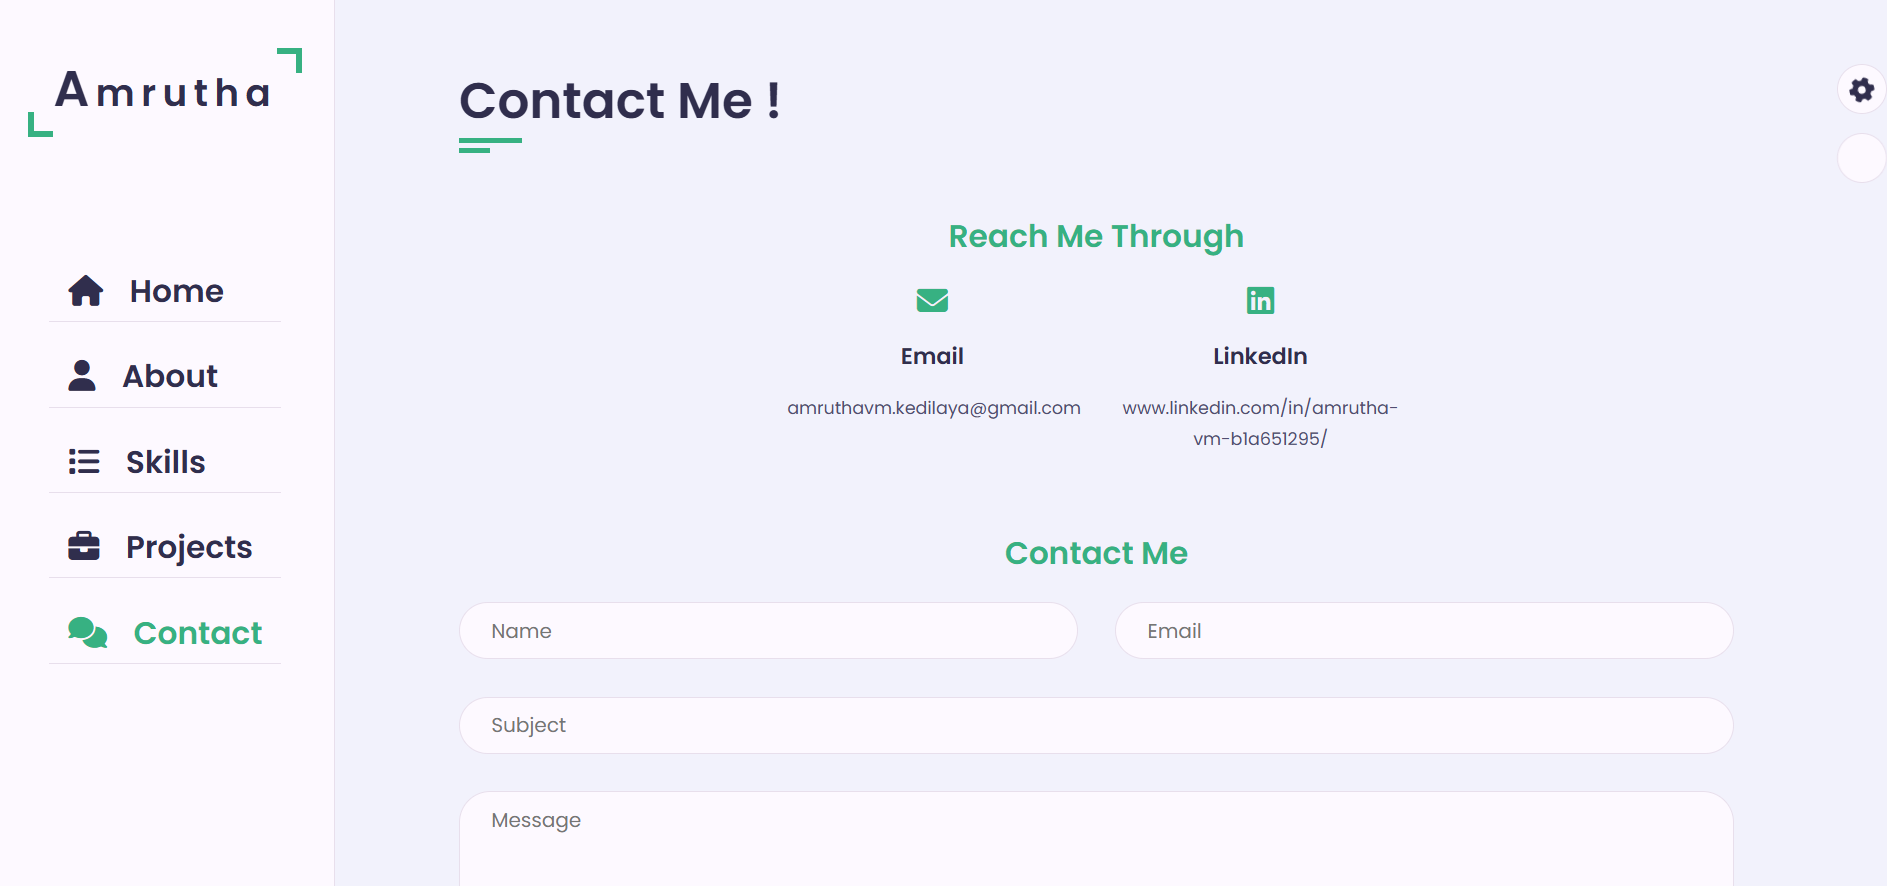 Amrutha
Home
About
Skills
Projects
Contact
Contact Me !
Reach Me Through
Email
amruthavm.kedilaya@gmail.com
LinkedIn
www.linkedin.com/in/amrutha-
vm-b1a651295/
Contact Me
Name
Email
Subject
Message